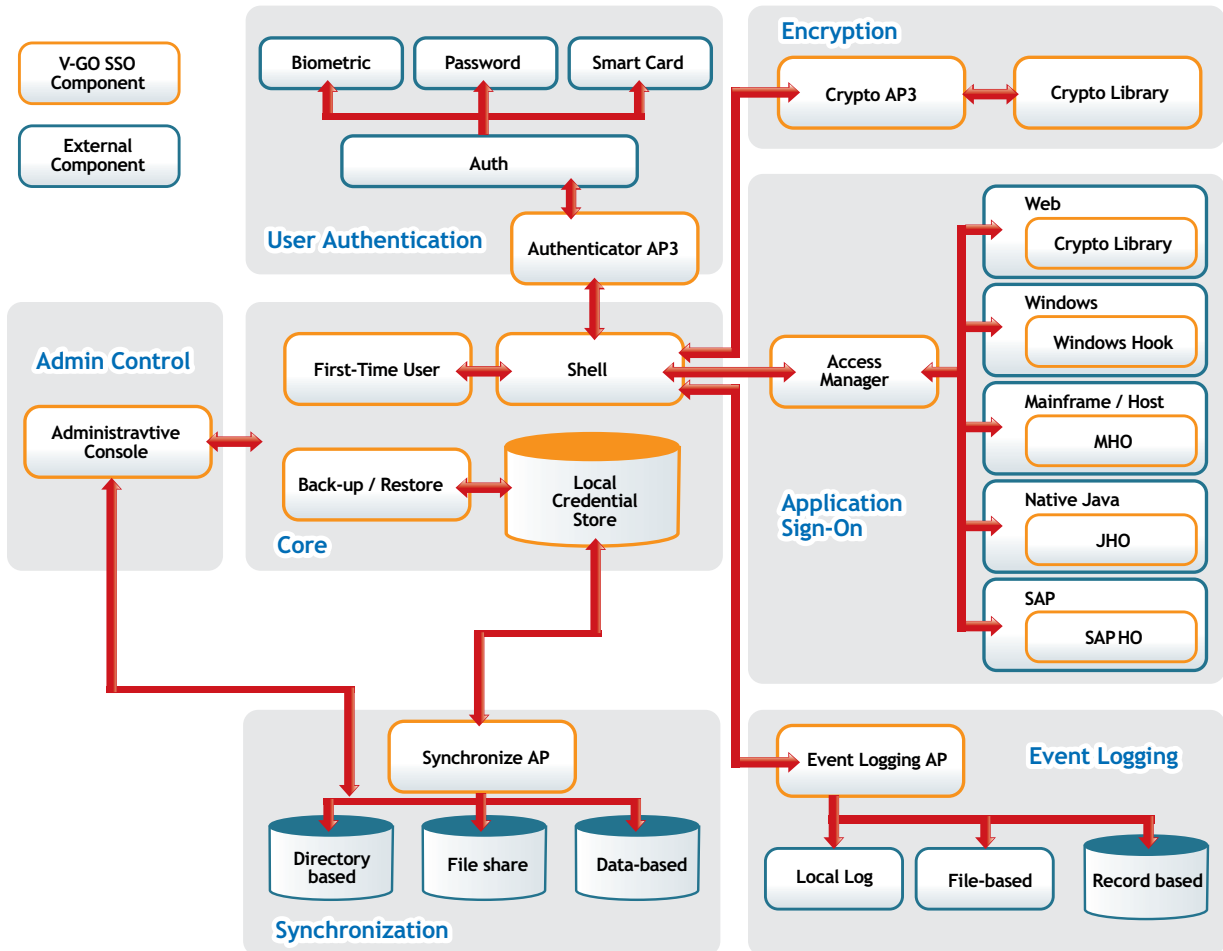 V-GO SSO
Component
External
Component
Biometric
Password
Smart Card
Auth
User Authentication
Authenticator AP3
Encryption
Crypto AP3
Crypto Library
Admin Control
Administravtive
Console
First-Time User
Shell
Back-up / Restore
Local
Credential
Store
Core
Access
Manager
Application
Sign-On
Web
Crypto Library
Windows
Windows Hook
Mainframe / Host
MHO
Native Java
JHO
SAP
SAP HO
Synchronize AP
Directory
based
File share
Data-based
Synchronization
Event Logging AP
Event Logging
Local Log
File-based
Record based